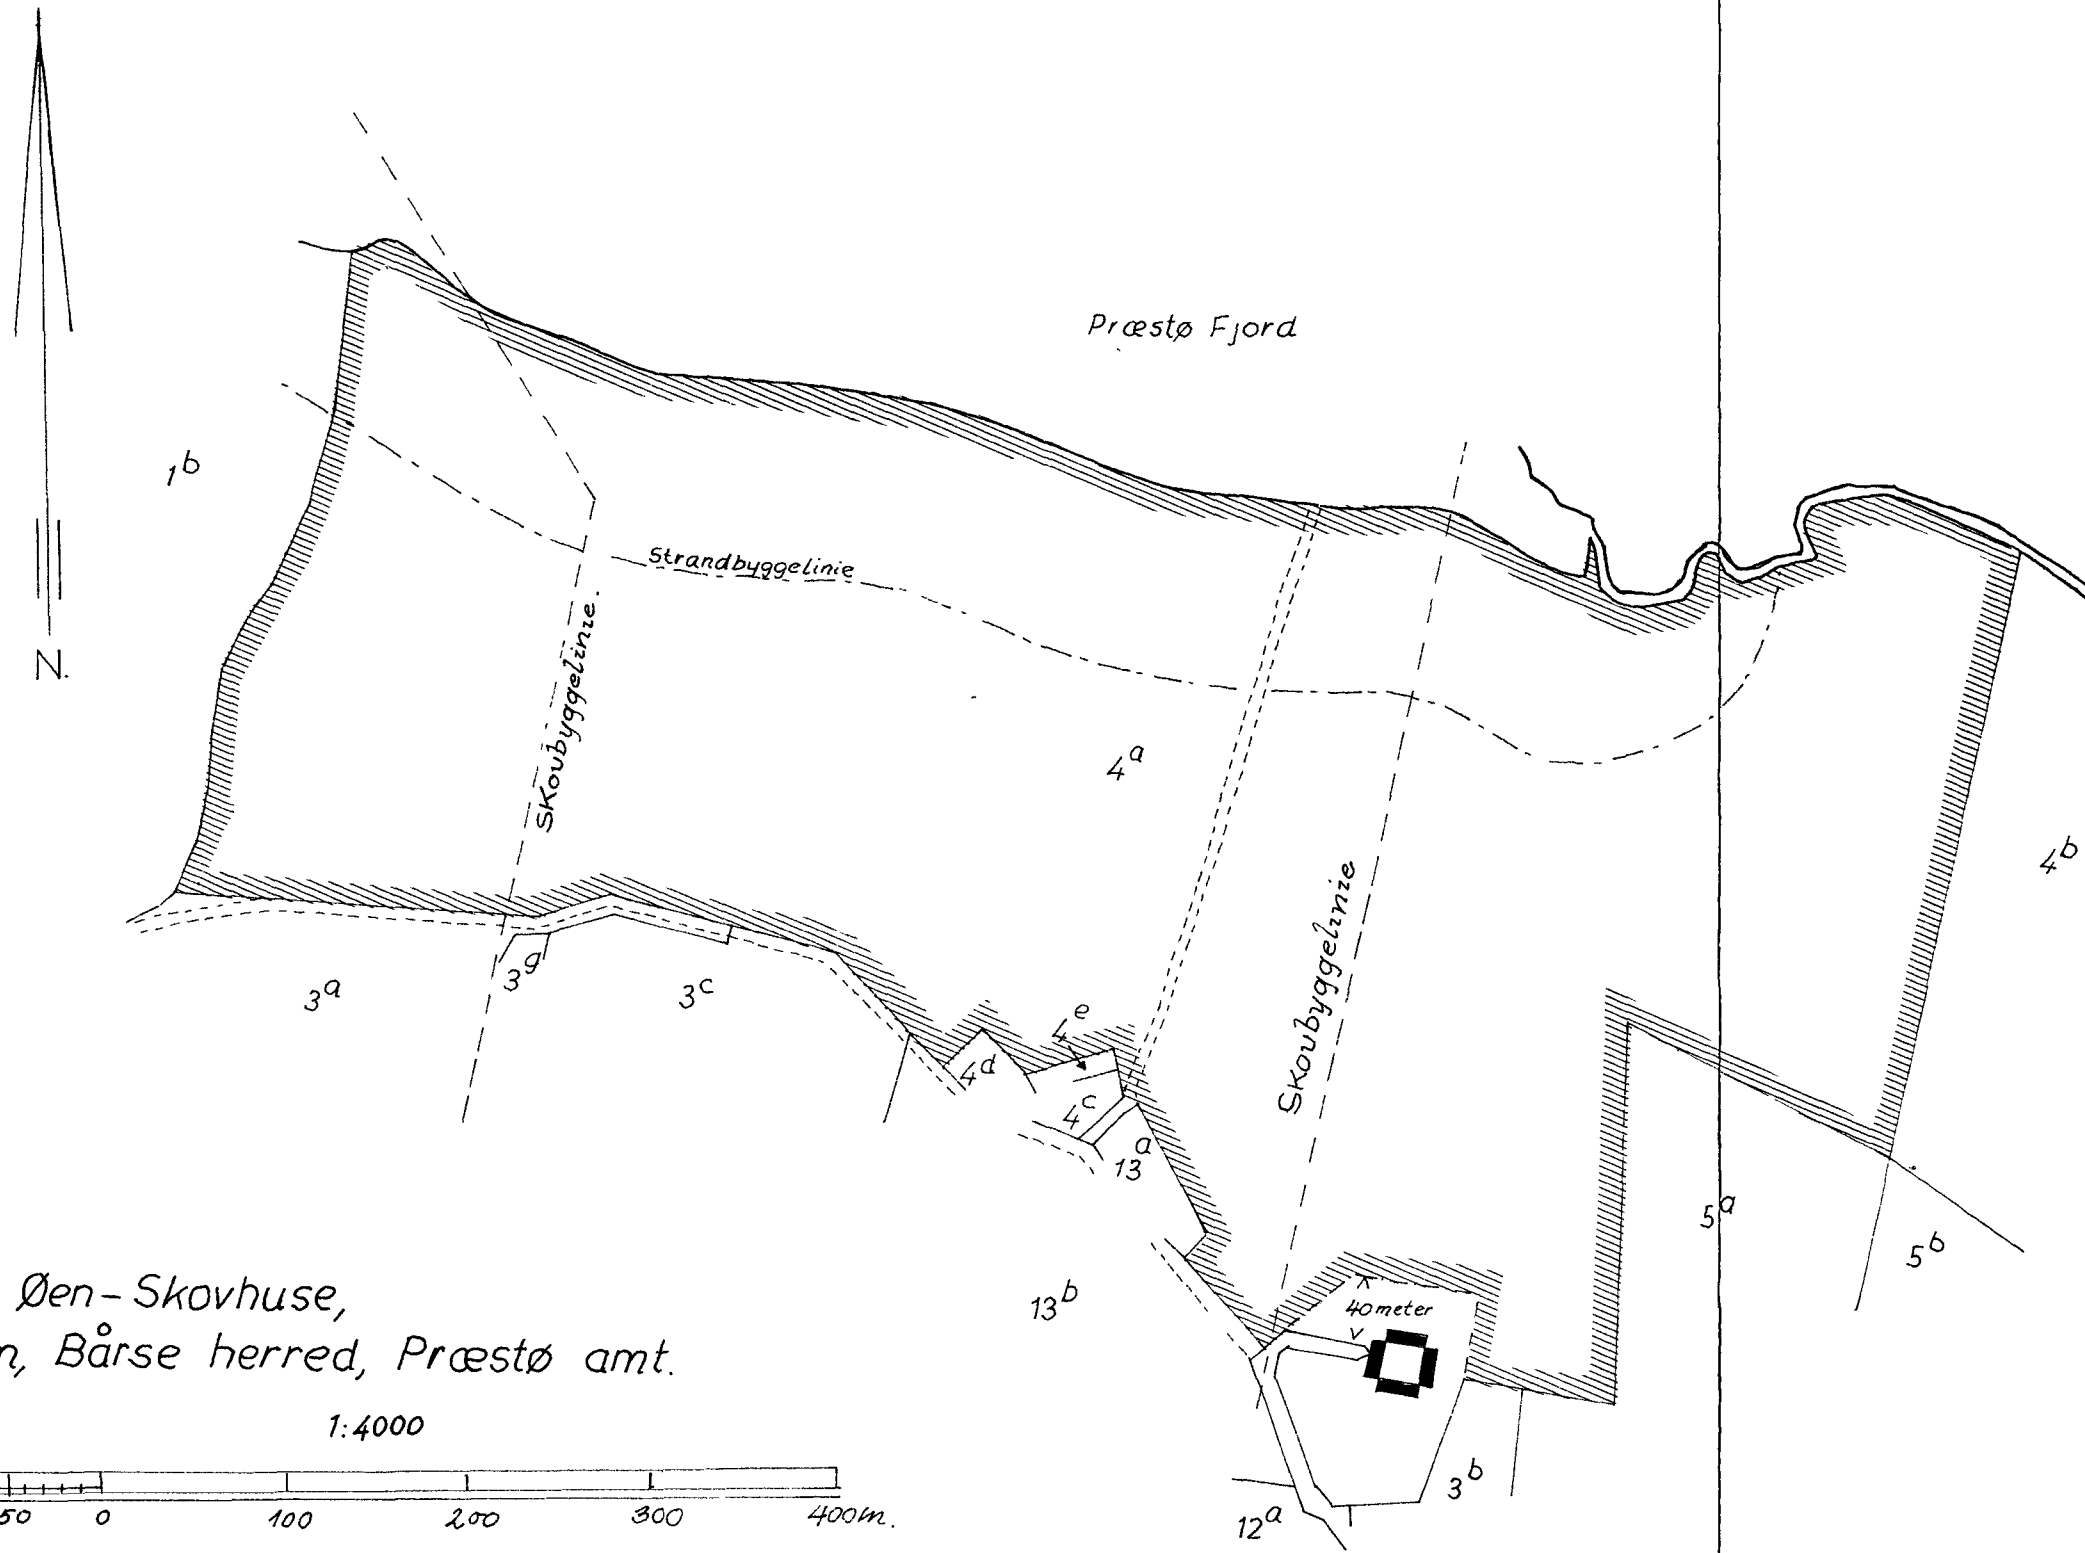 Præstø Fjord
1b
Strandbyggelinie
N.
Skovbyggelinie.
4a
4b
Skovbyggelinie
3a
3g
3c
4e
4d
4c
13a
5a
5b
13b
40 meter
Øen-Skovhuse,
Bårse herred, Præstø amt.
1:4000
50 0 100 200 300 400m.
3b
12a